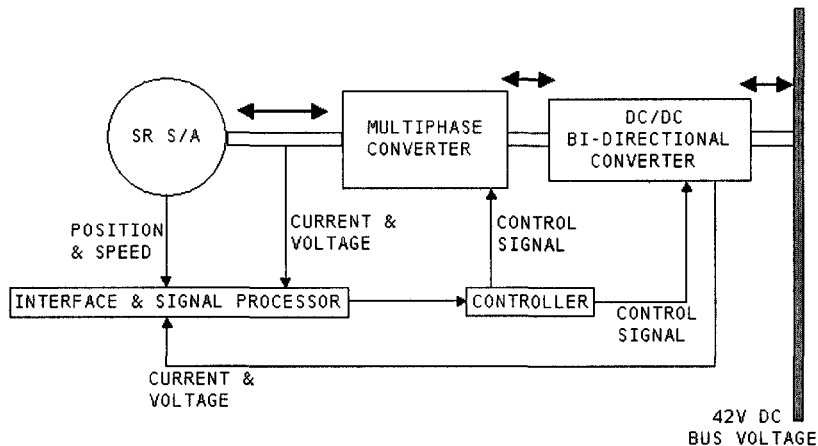 SR S/A
MULTIPHASE
CONVERTER
DC/DC
BI-DIRECTIONAL
CONVERTER
POSITION
& SPEED
CURRENT &
VOLTAGE
CONTROL
SIGNAL
INTERFACE & SIGNAL PROCESSOR
CONTROLLER
CONTROL
SIGNAL
CURRENT &
VOLTAGE
42V DC
BUS VOLTAGE